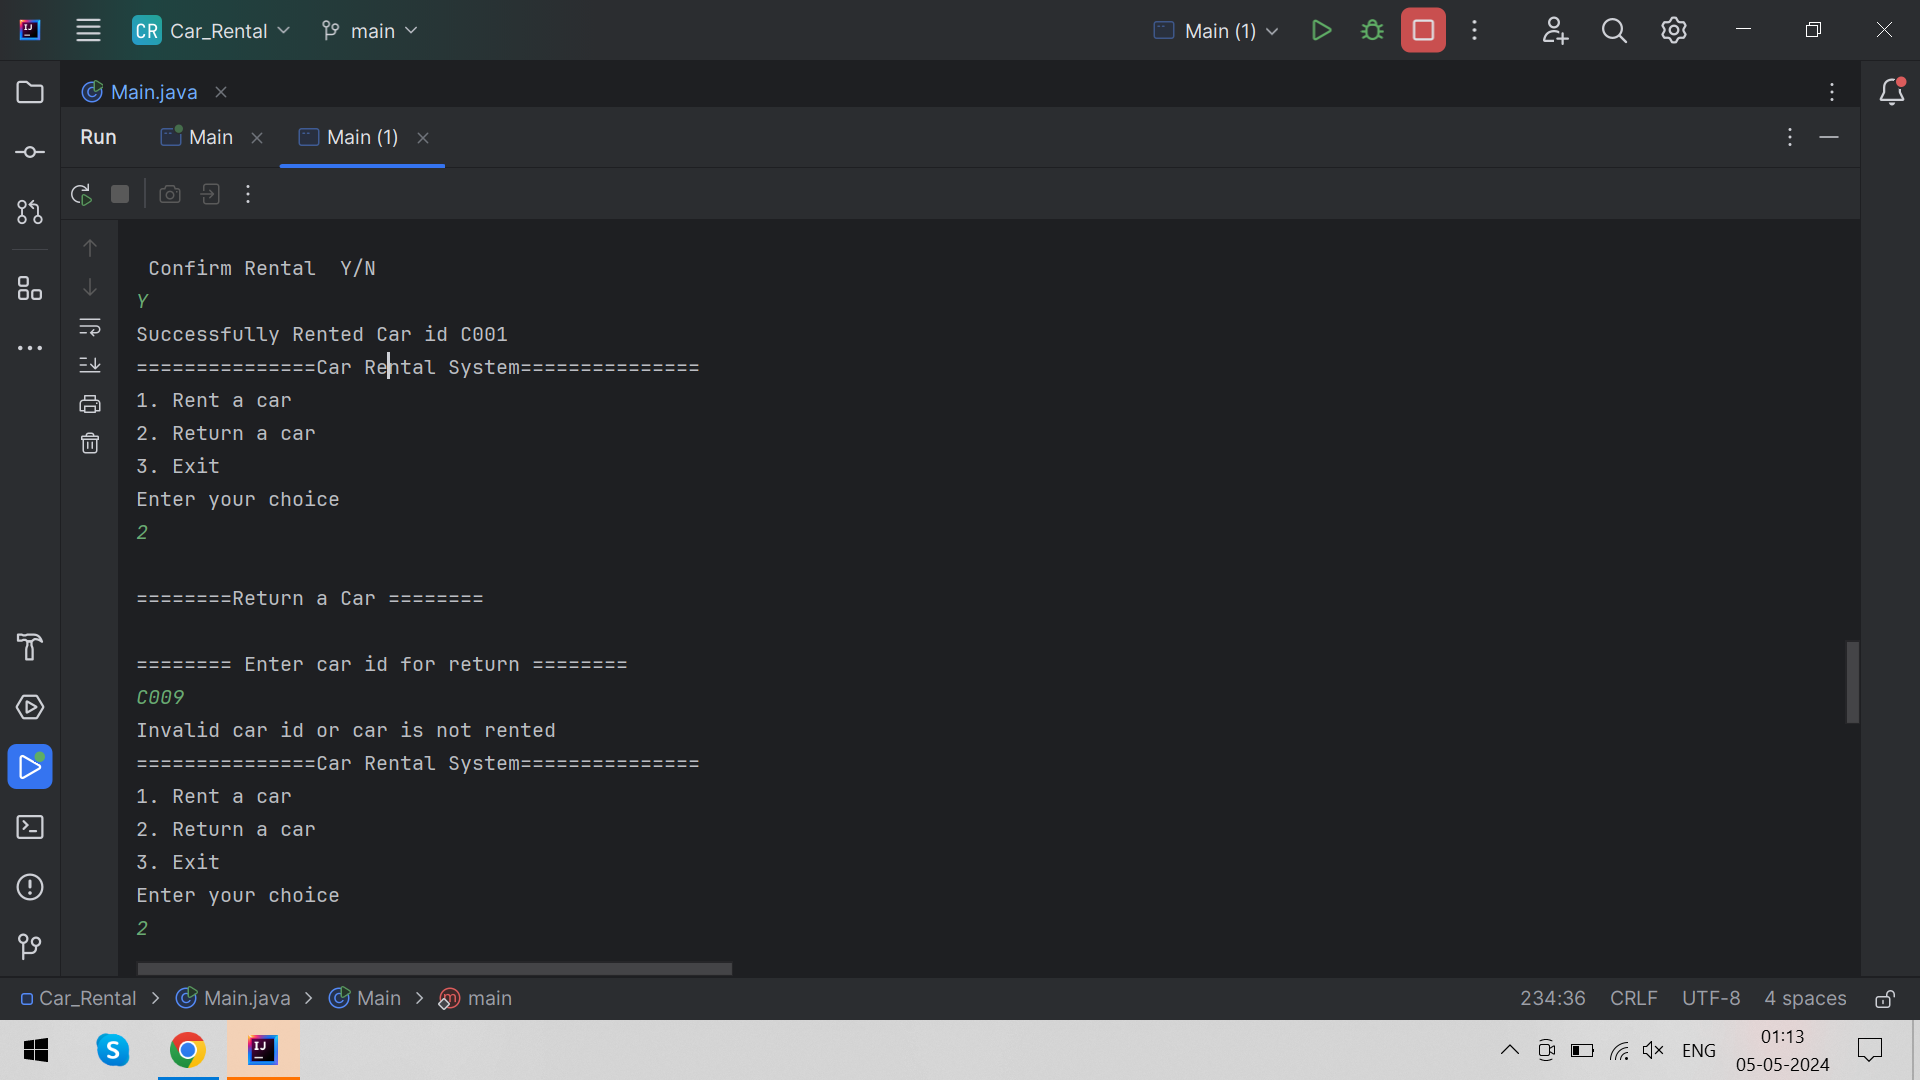 CR Car_Rental main Main (1)
Main.java
Run Main Main (1)
Confirm Rental  Y/N
Y
Successfully Rented Car id C001
===============Car Rental System===============
1. Rent a car
2. Return a car
3. Exit
Enter your choice
2
========Return a Car ========
======== Enter car id for return ========
C009
Invalid car id or car is not rented
===============Car Rental System===============
1. Rent a car
2. Return a car
3. Exit
Enter your choice
2
Car_Rental > Main.java > Main > main 234:36 CRLF UTF-8 4 spaces
ENG 01:13
05-05-2024